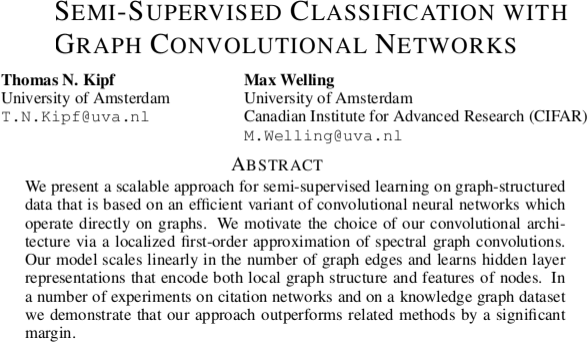 SEMI-SUPERVISED CLASSIFICATION WITH
GRAPH CONVOLUTIONAL NETWORKS
Thomas N. Kipf
University of Amsterdam
T.N.Kipf@uva.nl
Max Welling
University of Amsterdam
Canadian Institute for Advanced Research (CIFAR)
M.Welling@uva.nl
ABSTRACT
We present a scalable approach for semi-supervised learning on graph-structured
data that is based on an efficient variant of convolutional neural networks which
operate directly on graphs. We motivate the choice of our convolutional archi-
tecture via a localized first-order approximation of spectral graph convolutions.
Our model scales linearly in the number of graph edges and learns hidden layer
representations that encode both local graph structure and features of nodes. In
a number of experiments on citation networks and on a knowledge graph dataset
we demonstrate that our approach outperforms related methods by a significant
margin.